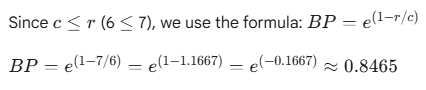 Since c ≤ r (6 ≤ 7), we use the formula: BP = e^(1−r/c)
BP = e^(1−7/6) = e^(1−1.1667) = e^(−0.1667) ≈ 0.8465